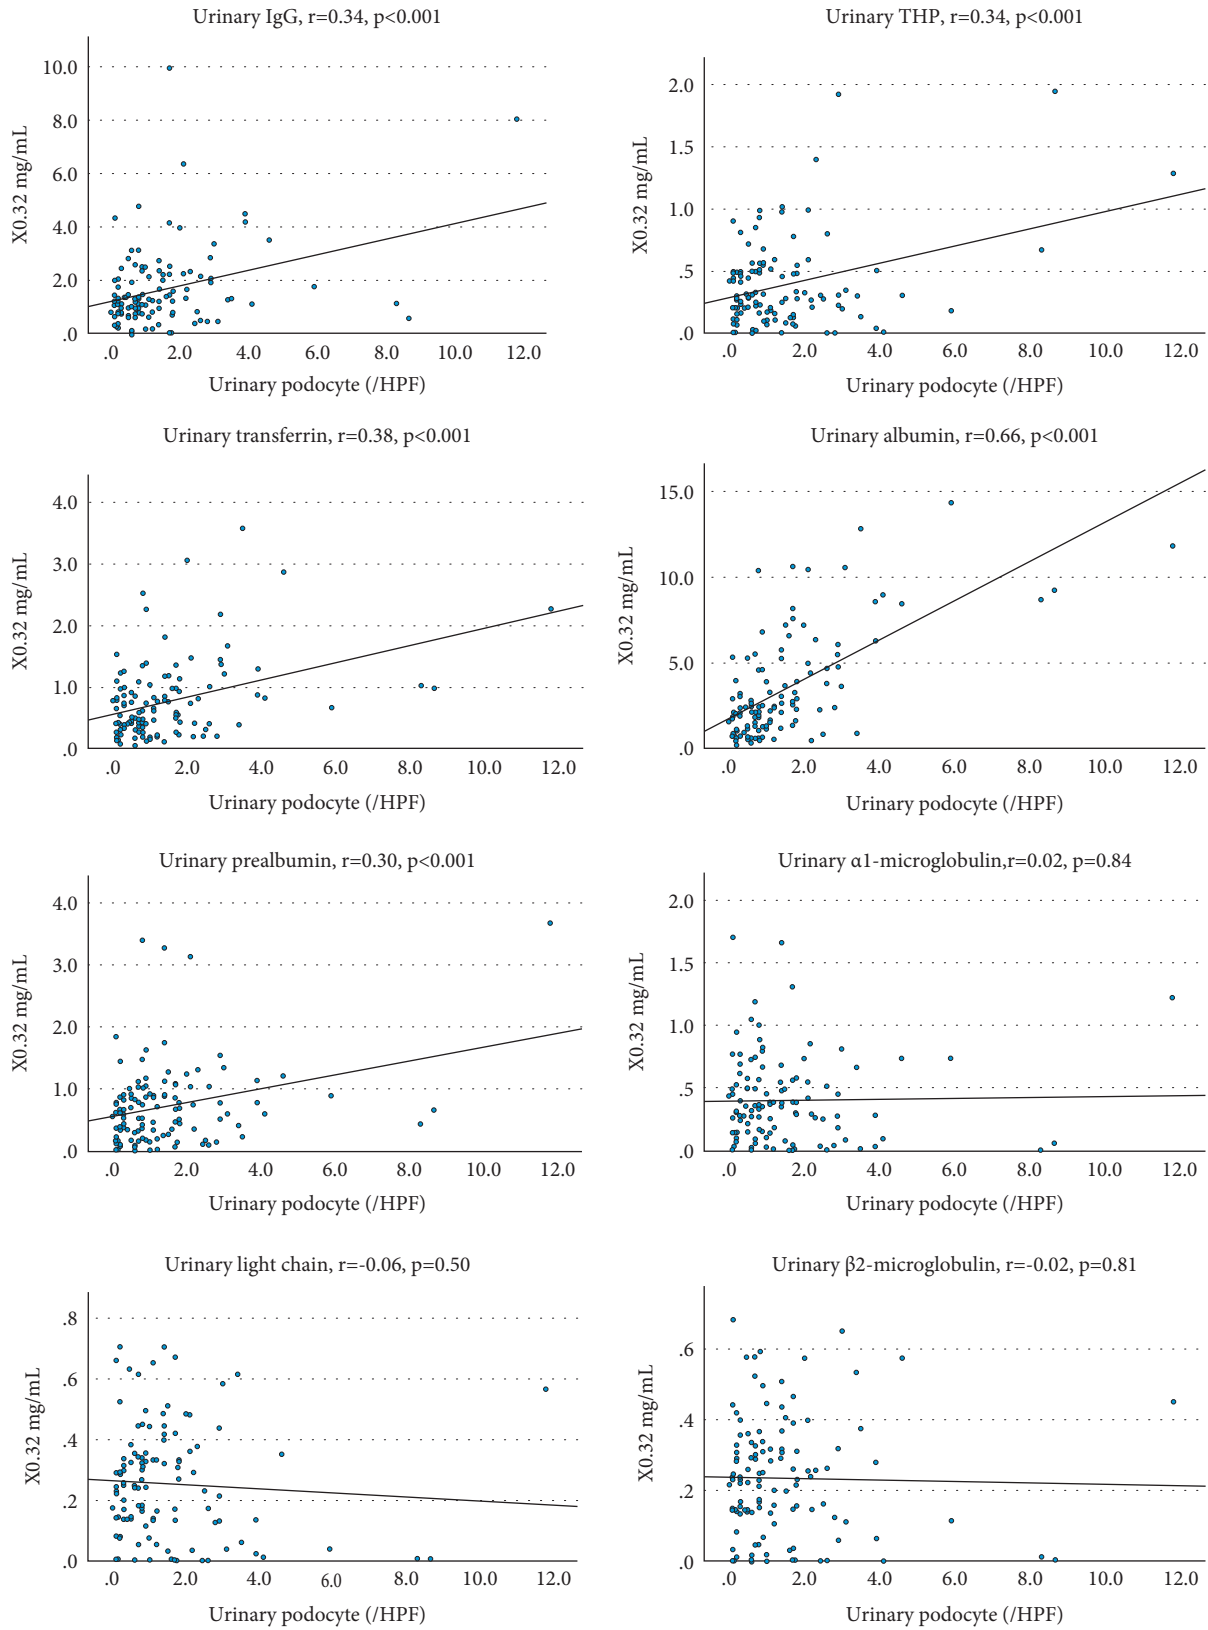 Urinary IgG, r=0.34, p<0.001
10.0
8.0
6.0
4.0
2.0
.0
X0.32 mg/mL
.0 2.0 4.0 6.0 8.0 10.0 12.0
Urinary podocyte (/HPF)
Urinary THP, r=0.34, p<0.001
2.0
1.5
1.0
.5
.0
X0.32 mg/mL
.0 2.0 4.0 6.0 8.0 10.0 12.0
Urinary podocyte (/HPF)
Urinary transferrin, r=0.38, p<0.001
4.0
3.0
2.0
1.0
.0
X0.32 mg/mL
.0 2.0 4.0 6.0 8.0 10.0 12.0
Urinary podocyte (/HPF)
Urinary albumin, r=0.66, p<0.001
15.0
10.0
5.0
.0
X0.32 mg/mL
.0 2.0 4.0 6.0 8.0 10.0 12.0
Urinary podocyte (/HPF)
Urinary prealbumin, r=0.30, p<0.001
4.0
3.0
2.0
1.0
.0
X0.32 mg/mL
.0 2.0 4.0 6.0 8.0 10.0 12.0
Urinary podocyte (/HPF)
Urinary α1-microglobulin,r=0.02, p=0.84
2.0
1.5
1.0
.5
.0
X0.32 mg/mL
.0 2.0 4.0 6.0 8.0 10.0 12.0
Urinary podocyte (/HPF)
Urinary light chain, r=-0.06, p=0.50
.8
.6
.4
.2
.0
X0.32 mg/mL
.0 2.0 4.0 6.0 8.0 10.0 12.0
Urinary podocyte (/HPF)
Urinary β2-microglobulin, r=-0.02, p=0.81
.6
.4
.2
.0
X0.32 mg/mL
.0 2.0 4.0 6.0 8.0 10.0 12.0
Urinary podocyte (/HPF)